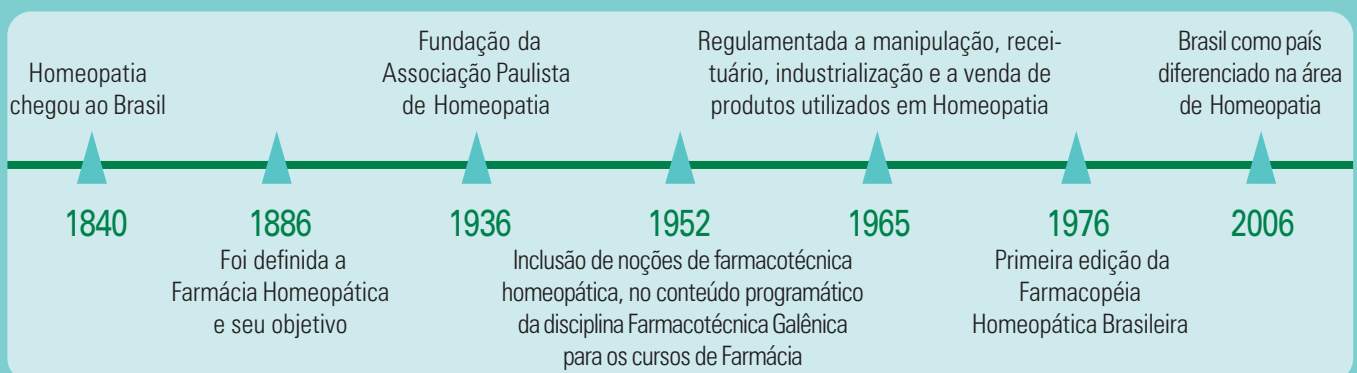 Homeopatia
chegou ao Brasil
Fundação da
Associação Paulista
de Homeopatia
Regulamentada a manipulação, recei-
tuário, industrialização e a venda de
produtos utilizados em Homeopatia
Brasil como país
diferenciado na área
de Homeopatia
1840
1886
1936
1952
1965
1976
2006
Foi definida a
Farmácia Homeopática
e seu objetivo
Inclusão de noções de farmacotécnica
homeopática, no conteúdo programático
da disciplina Farmacotécnica Galênica
para os cursos de Farmácia
Primeira edição da
Farmacopéia
Homeopática Brasileira